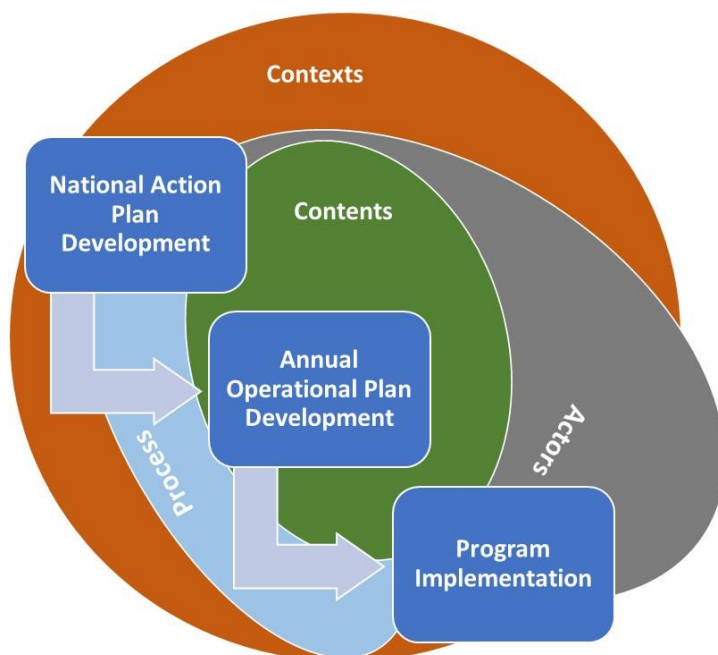 Contexts
National Action
Plan
Development
Contents
Annual
Operational Plan
Development
Process
Actors
Program
Implementation